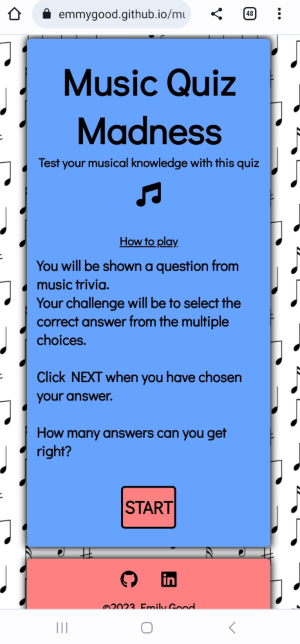 emmygood.github.io/mu
48
Music Quiz
Madness
Test your musical knowledge with this quiz
How to play
You will be shown a question from
music trivia.
Your challenge will be to select the
correct answer from the multiple
choices.
Click NEXT when you have chosen
your answer.
How many answers can you get
right?
START
in
©2023 Emily Good